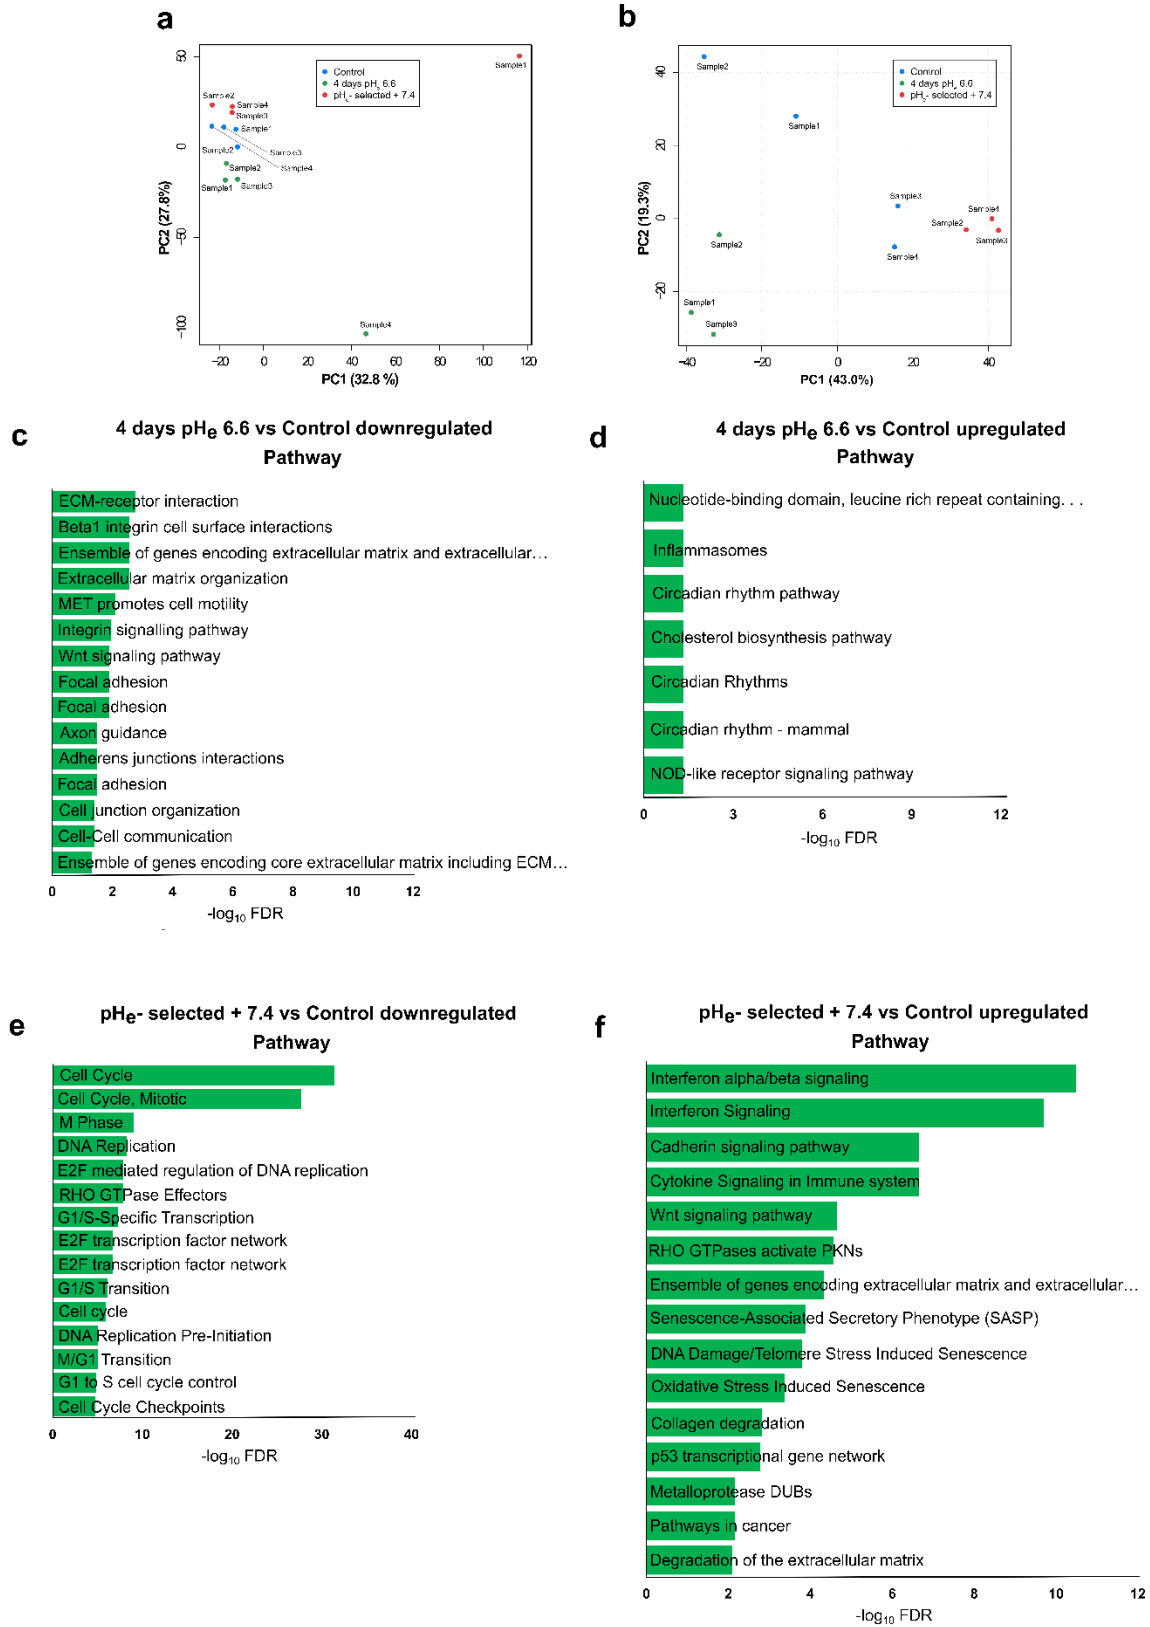 a
50
0
−50
−100
PC2 (27.8%)
Control
4 days pHe 6.6
pHe- selected + 7.4
Sample1
Sample2
Sample4
Sample3
Sample1
Sample2
Sample3
Sample4
Sample2
Sample1
Sample3
Sample4
−20 0 20 40 60 80 100 120
PC1 (32.8 %)
b
40
20
0
−20
PC2 (19.3%)
Control
4 days pHe 6.6
pHe- selected + 7.4
Sample2
Sample1
Sample3
Sample4
Sample2
Sample4
Sample3
Sample2
Sample1
Sample3
−40 −20 0 20 40
PC1 (43.0%)
c
4 days pHe 6.6 vs Control downregulated
Pathway
ECM-receptor interaction
Beta1 integrin cell surface interactions
Ensemble of genes encoding extracellular matrix and extracellular...
Extracellular matrix organization
MET promotes cell motility
Integrin signalling pathway
Wnt signaling pathway
Focal adhesion
Focal adhesion
Axon guidance
Adherens junctions interactions
Focal adhesion
Cell junction organization
Cell-Cell communication
Ensemble of genes encoding core extracellular matrix including ECM...
0 2 4 6 8 10 12
-log10 FDR
d
4 days pHe 6.6 vs Control upregulated
Pathway
Nucleotide-binding domain, leucine rich repeat containing. . .
Inflammasomes
Circadian rhythm pathway
Cholesterol biosynthesis pathway
Circadian Rhythms
Circadian rhythm - mammal
NOD-like receptor signaling pathway
0 3 6 9 12
-log10 FDR
e
pHe- selected + 7.4 vs Control downregulated
Pathway
Cell Cycle
Cell Cycle, Mitotic
M Phase
DNA Replication
E2F mediated regulation of DNA replication
RHO GTPase Effectors
G1/S-Specific Transcription
E2F transcription factor network
E2F transcription factor network
G1/S Transition
Cell cycle
DNA Replication Pre-Initiation
M/G1 Transition
G1 to S cell cycle control
Cell Cycle Checkpoints
0 10 20 30 40
-log10 FDR
f
pHe- selected + 7.4 vs Control upregulated
Pathway
Interferon alpha/beta signaling
Interferon Signaling
Cadherin signaling pathway
Cytokine Signaling in Immune system
Wnt signaling pathway
RHO GTPases activate PKNs
Ensemble of genes encoding extracellular matrix and extracellular...
Senescence-Associated Secretory Phenotype (SASP)
DNA Damage/Telomere Stress Induced Senescence
Oxidative Stress Induced Senescence
Collagen degradation
p53 transcriptional gene network
Metalloprotease DUBs
Pathways in cancer
Degradation of the extracellular matrix
0 2 4 6 8 10 12
-log10 FDR